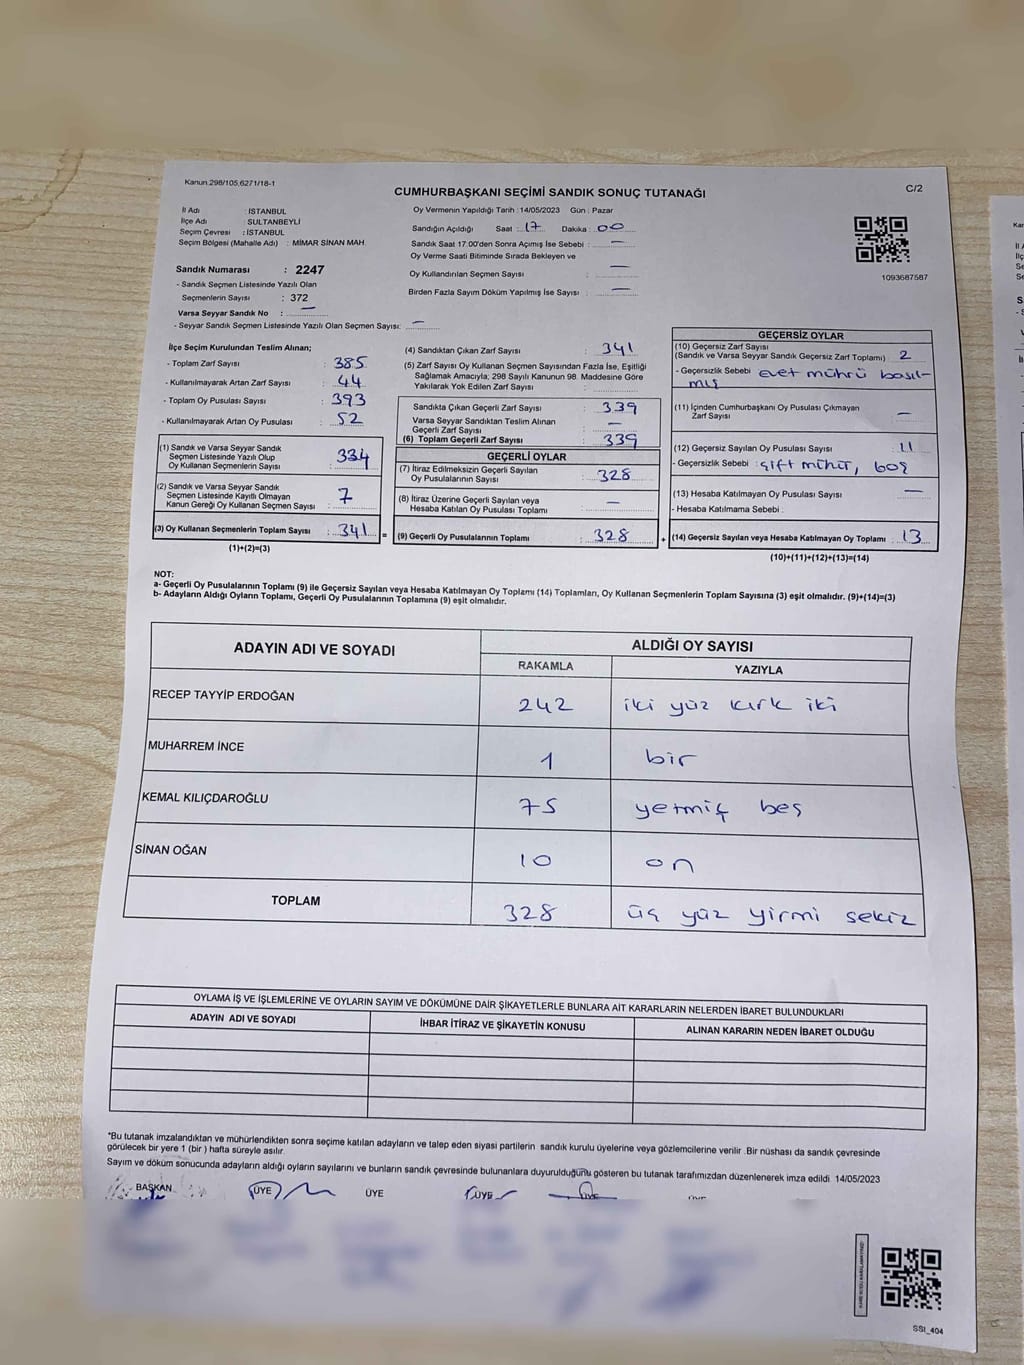 Kanun.298/105,6271/18-1
C/2
CUMHURBAŞKANI SEÇİMİ SANDIK SONUÇ TUTANAĞI
İl Adı : İSTANBUL
İlçe Adı : SULTANBEYLİ
Seçim Çevresi : İSTANBUL
Seçim Bölgesi (Mahalle Adı) : MİMAR SİNAN MAH.
Sandık Numarası : 2247
- Sandık Seçmen Listesinde Yazılı Olan
Seçmenlerin Sayısı : 372
Varsa Seyyar Sandık No : —
- Seyyar Sandık Seçmen Listesinde Yazılı Olan Seçmen Sayısı: —
Oy Vermenin Yapıldığı Tarih : 14/05/2023 Gün : Pazar
Sandığın Açıldığı Saat : 17 Dakika : 00
Sandık Saat 17.00'den Sonra Açımış İse Sebebi : —
Oy Verme Saati Bitiminde Sırada Bekleyen ve
Oy Kullandırılan Seçmen Sayısı : —
Birden Fazla Sayım Döküm Yapılmış İse Sayısı : —
1093687587
İlçe Seçim Kurulundan Teslim Alınan;
- Toplam Zarf Sayısı : 385
- Kullanılmayarak Artan Zarf Sayısı : 44
- Toplam Oy Pusulası Sayısı : 393
- Kullanılmayarak Artan Oy Pusulası : 52
(1) Sandık ve Varsa Seyyar Sandık
Seçmen Listesinde Yazılı Olup
Oy Kullanan Seçmenlerin Sayısı : 334
(2) Sandık ve Varsa Seyyar Sandık
Seçmen Listesinde Kayıtlı Olmayan
Kanun Gereği Oy Kullanan Seçmen Sayısı : 7
(3) Oy Kullanan Seçmenlerin Toplam Sayısı : 341
(1)+(2)=(3)
(4) Sandıktan Çıkan Zarf Sayısı : 341
(5) Zarf Sayısı Oy Kullanan Seçmen Sayısından Fazla İse, Eşitliği
Sağlamak Amacıyla; 298 Sayılı Kanunun 98. Maddesine Göre
Yakılarak Yok Edilen Zarf Sayısı :
Sandıkta Çıkan Geçerli Zarf Sayısı : 339
Varsa Seyyar Sandıktan Teslim Alınan
Geçerli Zarf Sayısı : —
(6) Toplam Geçerli Zarf Sayısı : 339
GEÇERLİ OYLAR
(7) İtiraz Edilmeksizin Geçerli Sayılan
Oy Pusulalarının Sayısı : 328
(8) İtiraz Üzerine Geçerli Sayılan veya
Hesaba Katılan Oy Pusulası Toplamı : —
= (9) Geçerli Oy Pusulalarının Toplamı : 328
GEÇERSİZ OYLAR
(10) Geçersiz Zarf Sayısı
(Sandık ve Varsa Seyyar Sandık Geçersiz Zarf Toplamı) : 2
- Geçersizlik Sebebi : evet mührü basıl-
mış
(11) İçinden Cumhurbaşkanı Oy Pusulası Çıkmayan
Zarf Sayısı : —
(12) Geçersiz Sayılan Oy Pusulası Sayısı : 11
- Geçersizlik Sebebi : çift mühür, boş
(13) Hesaba Katılmayan Oy Pusulası Sayısı : —
- Hesaba Katılmama Sebebi :
+ (14) Geçersiz Sayılan veya Hesaba Katılmayan Oy Toplamı : 13
(10)+(11)+(12)+(13)=(14)
NOT:
a- Geçerli Oy Pusulalarının Toplamı (9) ile Geçersiz Sayılan veya Hesaba Katılmayan Oy Toplamı (14) Toplamları, Oy Kullanan Seçmenlerin Toplam Sayısına (3) eşit olmalıdır. (9)+(14)=(3)
b- Adayların Aldığı Oyların Toplamı, Geçerli Oy Pusulalarının Toplamına (9) eşit olmalıdır.
ADAYIN ADI VE SOYADI ALDIĞI OY SAYISI
RAKAMLA YAZIYLA
RECEP TAYYİP ERDOĞAN 242 iki yüz kırk iki
MUHARREM İNCE 1 bir
KEMAL KILIÇDAROĞLU 75 yetmiş beş
SİNAN OĞAN 10 on
TOPLAM 328 üç yüz yirmi sekiz
OYLAMA İŞ VE İŞLEMLERİNE VE OYLARIN SAYIM VE DÖKÜMÜNE DAİR ŞİKAYETLERLE BUNLARA AİT KARARLARIN NELERDEN İBARET BULUNDUKLARI
ADAYIN ADI VE SOYADI İHBAR İTİRAZ VE ŞİKAYETİN KONUSU ALINAN KARARIN NEDEN İBARET OLDUĞU
*Bu tutanak imzalandıktan ve mühürlendikten sonra seçime katılan adayların ve talep eden siyasi partilerin sandık kurulu üyelerine veya gözlemcilerine verilir .Bir nüshası da sandık çevresinde
görülecek bir yere 1 (bir ) hafta süreyle asılır.
Sayım ve döküm sonucunda adayların aldığı oyların sayılarını ve bunların sandık çevresinde bulunanlara duyurulduğunu gösteren bu tutanak tarafımızdan düzenlenerek imza edildi 14/05/2023
BAŞKAN ÜYE ÜYE ÜYE ÜYE
SSI_404